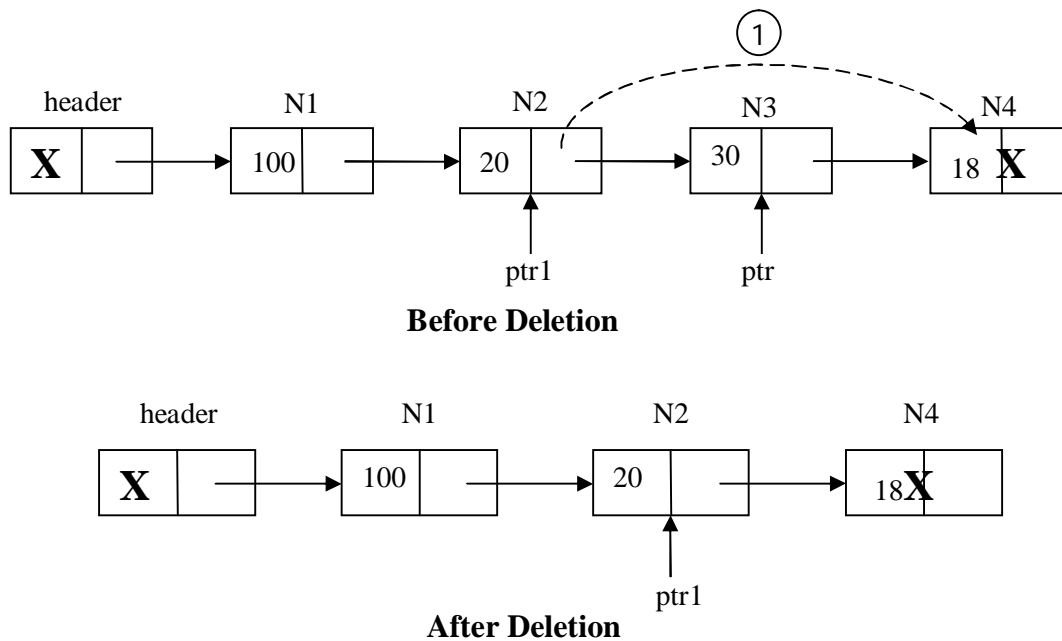 1
header N1 N2 N3 N4
X 100 20 30 18 X
ptr1 ptr
Before Deletion
header N1 N2 N4
X 100 20 18X
ptr1
After Deletion